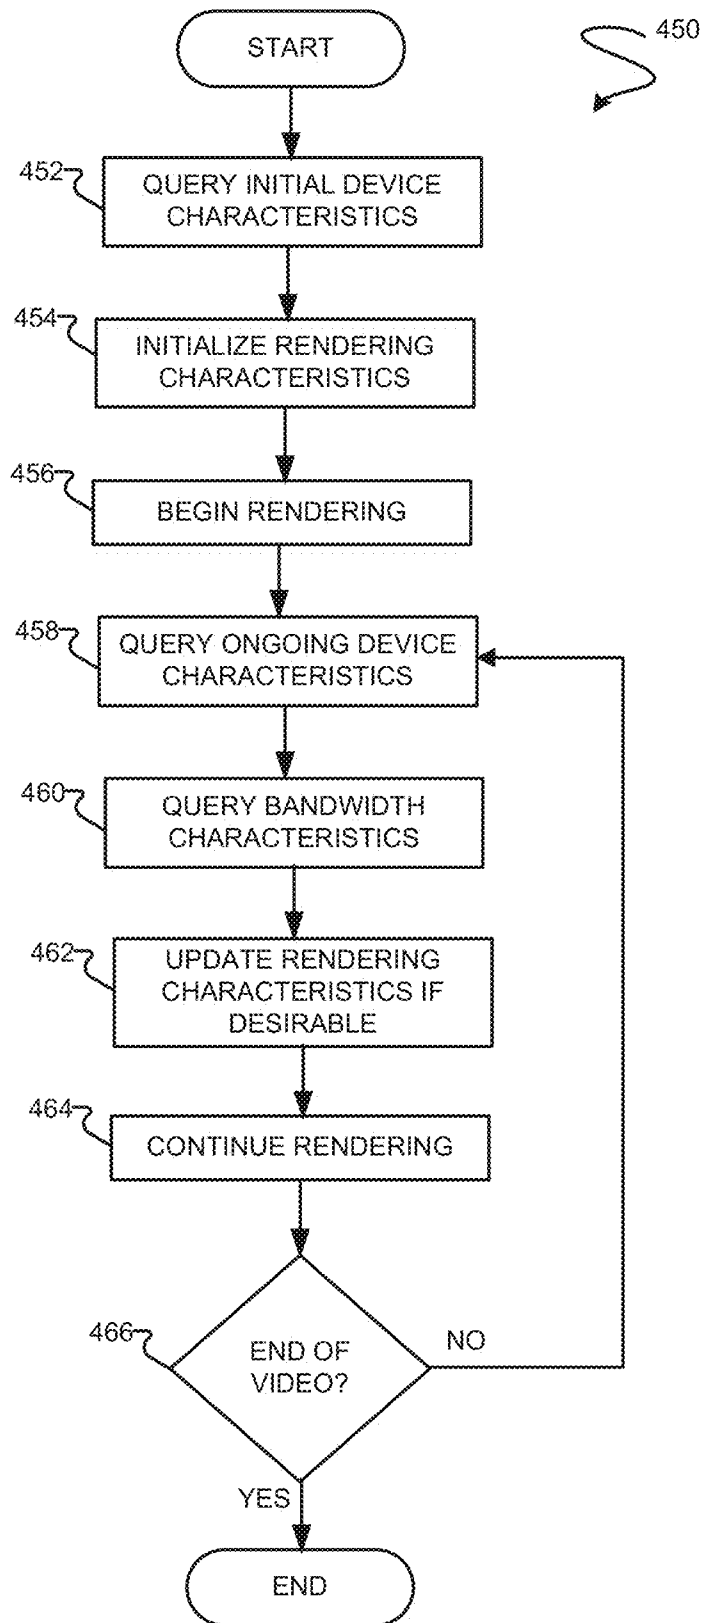 START
450
452
QUERY INITIAL DEVICE
CHARACTERISTICS
454
INITIALIZE RENDERING
CHARACTERISTICS
456
BEGIN RENDERING
458
QUERY ONGOING DEVICE
CHARACTERISTICS
460
QUERY BANDWIDTH
CHARACTERISTICS
462
UPDATE RENDERING
CHARACTERISTICS IF
DESIRABLE
464
CONTINUE RENDERING
466
END OF
VIDEO?
NO
YES
END